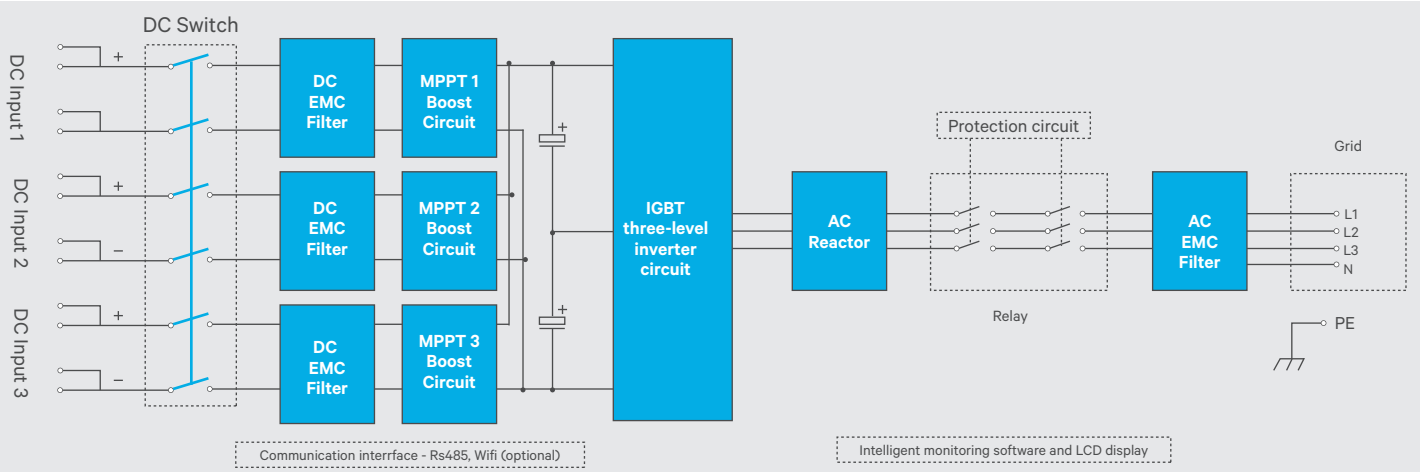 DC Switch
DC Input 1
+
DC Input 2
+
−
DC Input 3
+
−
DC
EMC
Filter
MPPT 1
Boost
Circuit
DC
EMC
Filter
MPPT 2
Boost
Circuit
DC
EMC
Filter
MPPT 3
Boost
Circuit
+
+
IGBT
three-level
inverter
circuit
AC
Reactor
Protection circuit
Relay
AC
EMC
Filter
Grid
L1
L2
L3
N
PE
Communication interrface - Rs485, Wifi (optional)
Intelligent monitoring software and LCD display